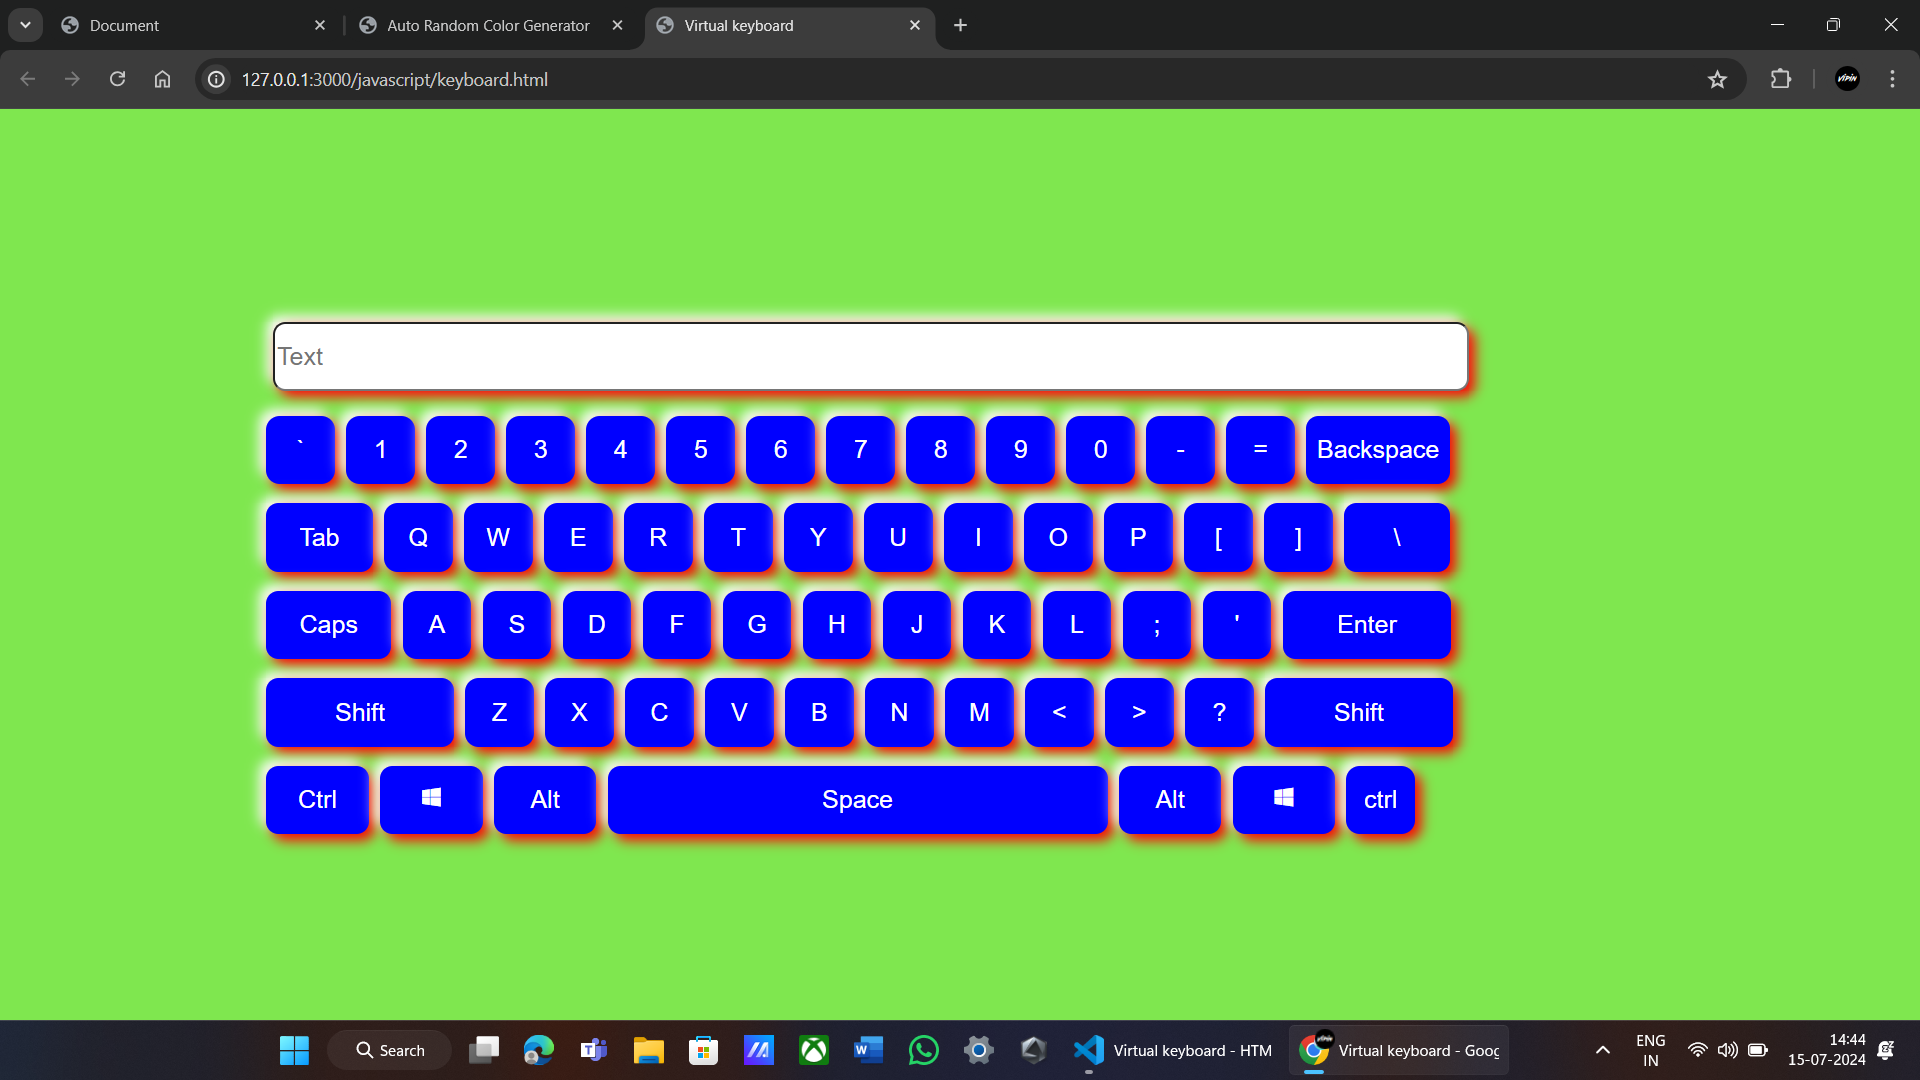 Document
Auto Random Color Generator
Virtual keyboard
127.0.0.1:3000/javascript/keyboard.html
ViPiN
Text
` 1 2 3 4 5 6 7 8 9 0 - = Backspace
Tab Q W E R T Y U I O P [ ] \
Caps A S D F G H J K L ; ' Enter
Shift Z X C V B N M < > ? Shift
Ctrl Alt Space Alt ctrl
Search
Virtual keyboard - HTM
Virtual keyboard - Goog
ENG
IN
14:44
15-07-2024